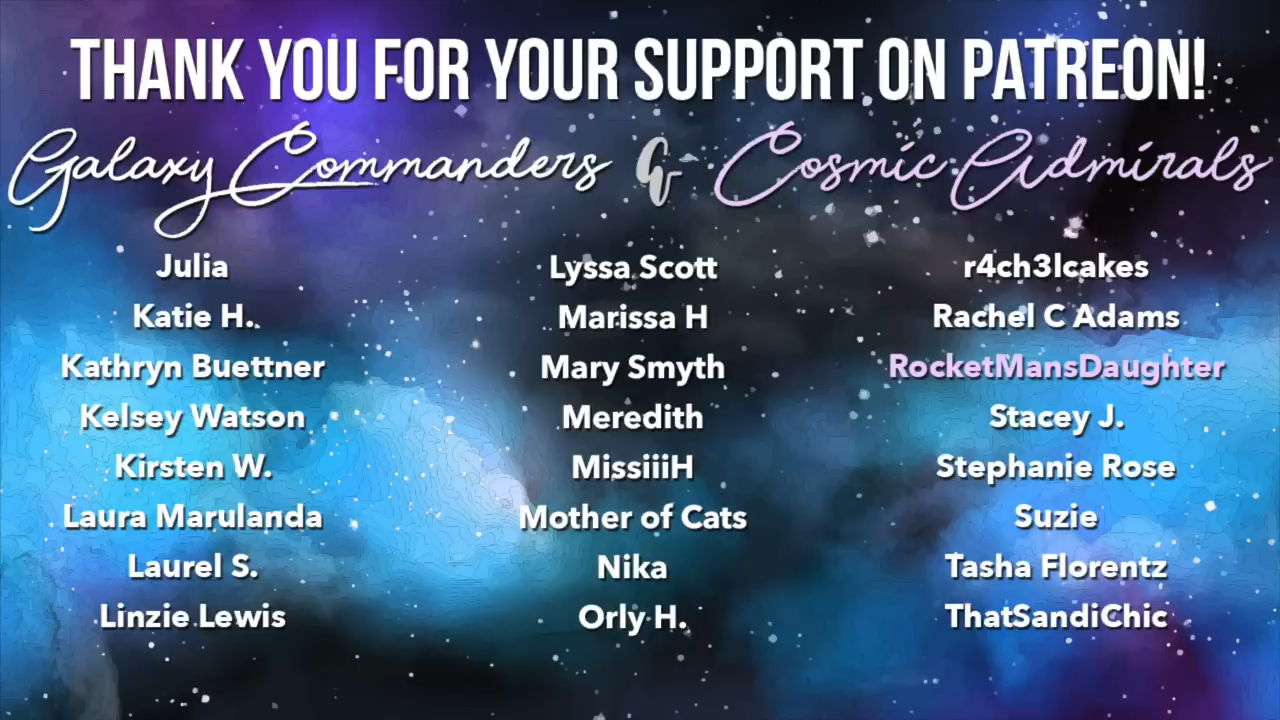 THANK YOU FOR YOUR SUPPORT ON PATREON!
Galaxy Commanders & Cosmic Admirals
Julia
Katie H.
Kathryn Buettner
Kelsey Watson
Kirsten W.
Laura Marulanda
Laurel S.
Linzie Lewis
Lyssa Scott
Marissa H
Mary Smyth
Meredith
MissiiiH
Mother of Cats
Nika
Orly H.
r4ch3lcakes
Rachel C Adams
RocketMansDaughter
Stacey J.
Stephanie Rose
Suzie
Tasha Florentz
ThatSandiChic